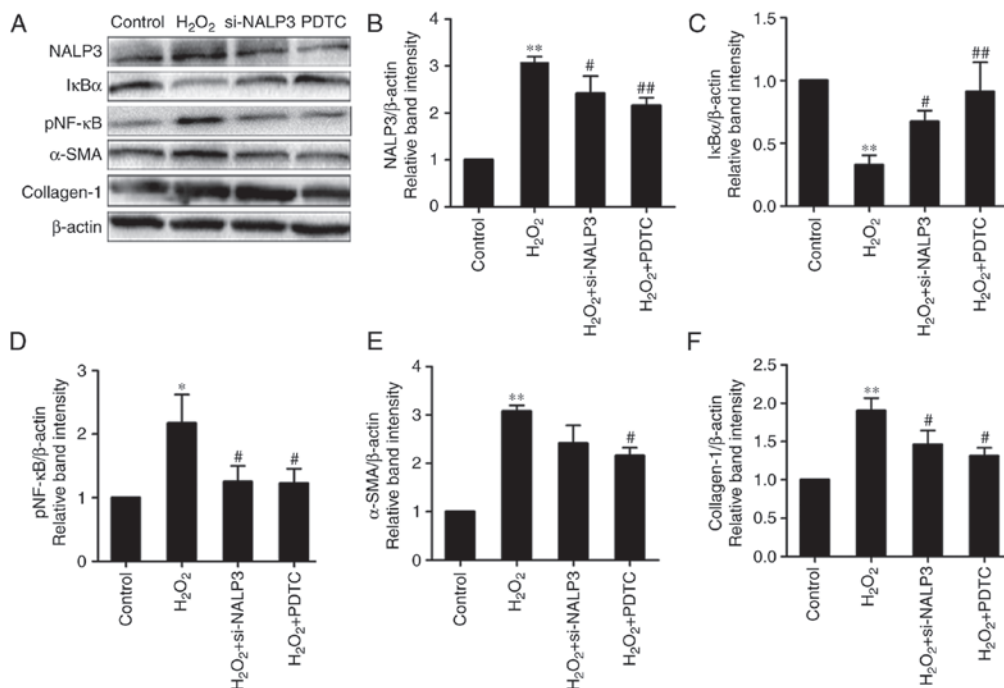 A
Control H₂O₂ si-NALP3 PDTC
NALP3
IκBα
pNF-κB
α-SMA
Collagen-1
β-actin
B
NALP3/β-actin
Relative band intensity
4
3
2
1
0
**
#
##
Control
H₂O₂
H₂O₂+si-NALP3
H₂O₂+PDTC
C
IκBα/β-actin
Relative band intensity
1.5
1.0
0.5
0.0
**
#
##
Control
H₂O₂
H₂O₂+si-NALP3
H₂O₂+PDTC
D
pNF-κB/β-actin
Relative band intensity
3
2
1
0
*
#
#
Control
H₂O₂
H₂O₂+si-NALP3
H₂O₂+PDTC
E
α-SMA/β-actin
Relative band intensity
4
3
2
1
0
**
#
Control
H₂O₂
H₂O₂+si-NALP3
H₂O₂+PDTC
F
Collagen-1/β-actin
Relative band intensity
2.5
2.0
1.5
1.0
0.5
0.0
**
#
#
Control
H₂O₂
H₂O₂+si-NALP3
H₂O₂+PDTC